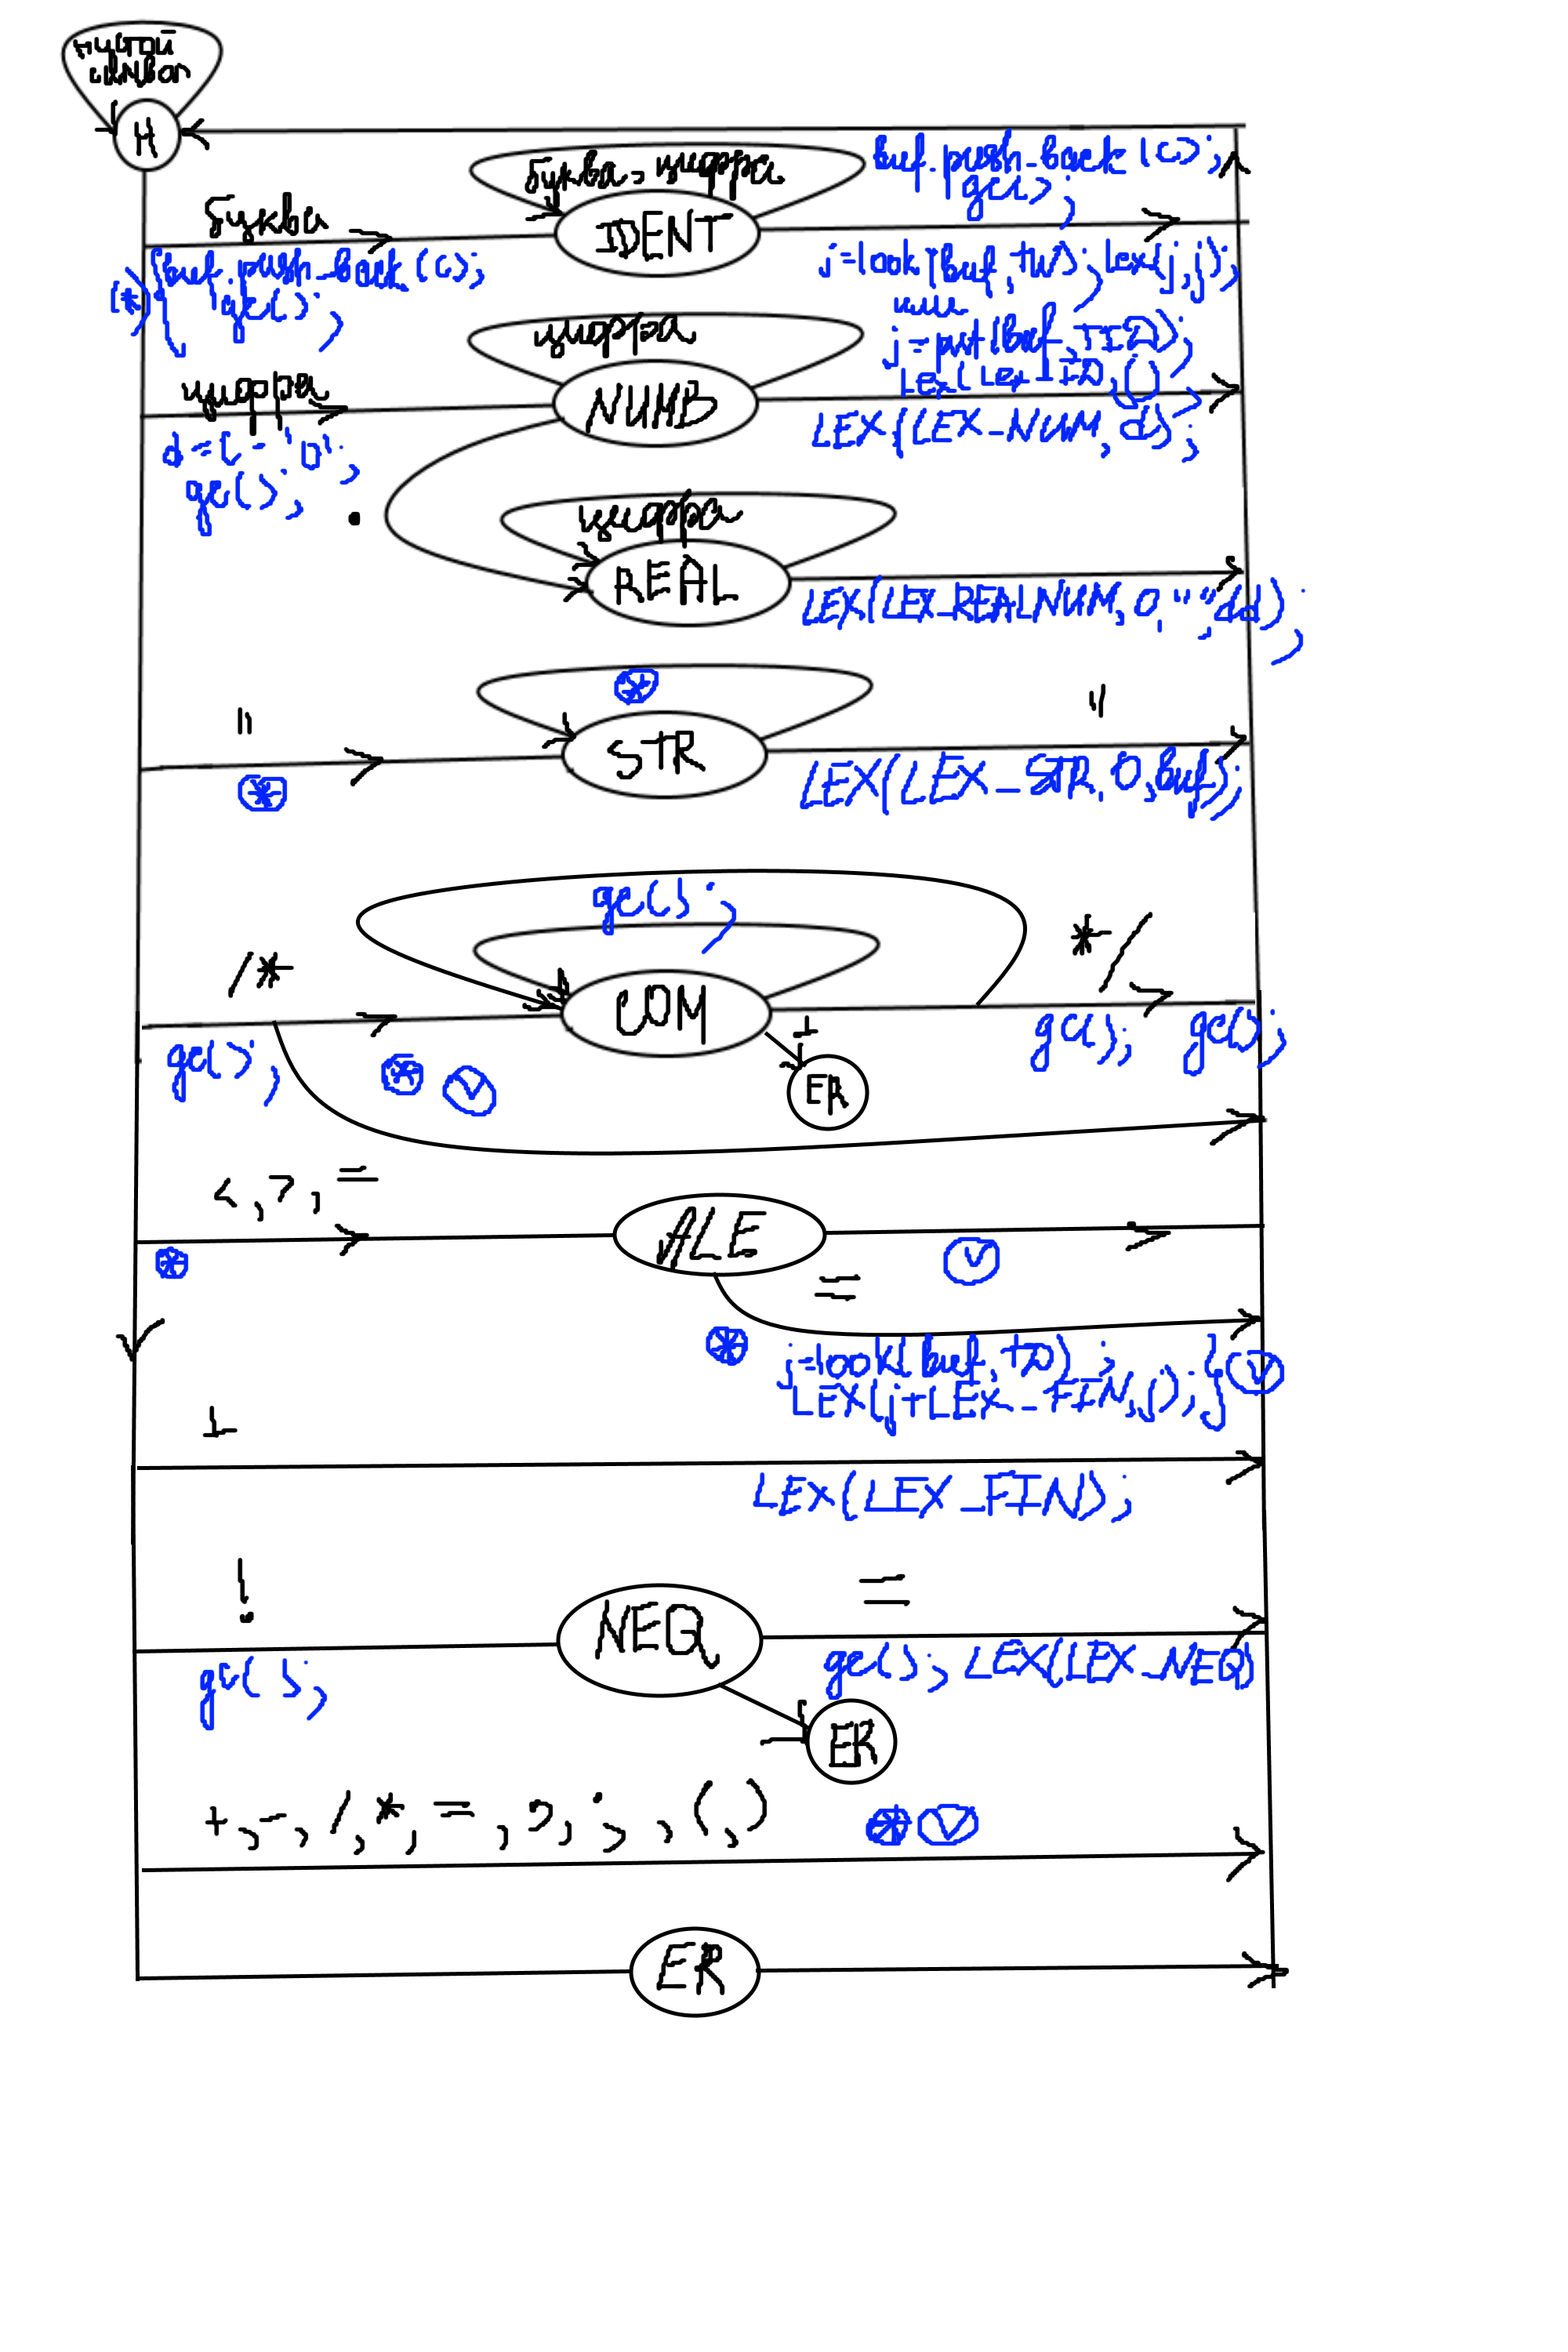 символ
H
буква, цифра
buf.push_back(c);
gc();
буква
IDENT
(*) { buf.push_back(c);
gc();
j=look(buf, TW); Lex(j,j);
или
j=put(buf, TID);
Lex(Lex_ID, j);
цифра
цифра
NUMB
d=c-'0';
gc();
LEX(LEX_NUM, d);
.
цифра
REAL
LEX(LEX_REALNUM, 0, "", dd);
"
*
"
STR
*
LEX(LEX_STR, 0, buf);
gc();
/*
*/
COM
gc();
* V
⊥
ER
gc(); gc();
<, >, =
ALE
*
V
=
*
j=look(buf, TD);
LEX(j+LEX_FIN, j); } V
⊥
LEX(LEX_FIN);
!
=
NEQ
gc();
gc(); LEX(LEX_NEQ)
ER
+, -, /, *, =, ), ;, , (, )
* V
ER